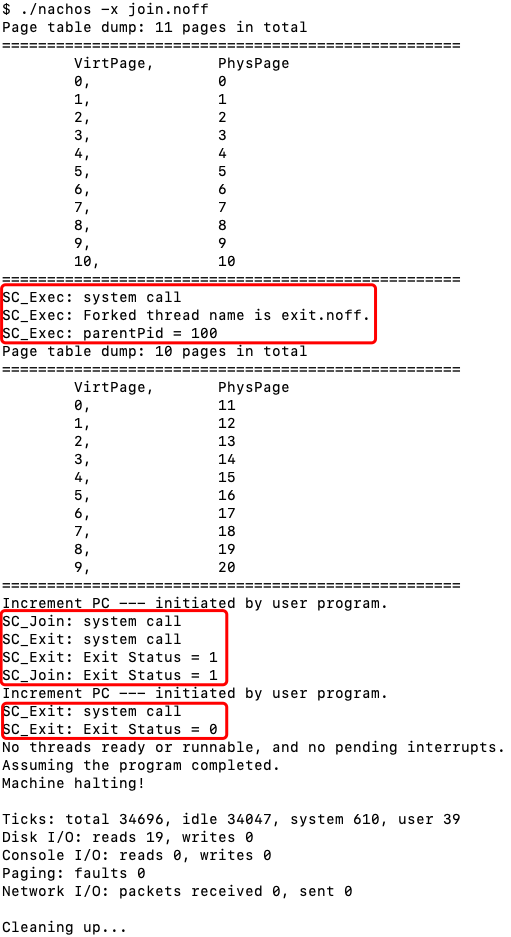 $ ./nachos -x join.noff
Page table dump: 11 pages in total
===================================================
        VirtPage,       PhysPage
        0,              0
        1,              1
        2,              2
        3,              3
        4,              4
        5,              5
        6,              6
        7,              7
        8,              8
        9,              9
        10,             10
===================================================
SC_Exec: system call
SC_Exec: Forked thread name is exit.noff.
SC_Exec: parentPid = 100
Page table dump: 10 pages in total
===================================================
        VirtPage,       PhysPage
        0,              11
        1,              12
        2,              13
        3,              14
        4,              15
        5,              16
        6,              17
        7,              18
        8,              19
        9,              20
===================================================
Increment PC --- initiated by user program.
SC_Join: system call
SC_Exit: system call
SC_Exit: Exit Status = 1
SC_Join: Exit Status = 1
Increment PC --- initiated by user program.
SC_Exit: system call
SC_Exit: Exit Status = 0
No threads ready or runnable, and no pending interrupts.
Assuming the program completed.
Machine halting!

Ticks: total 34696, idle 34047, system 610, user 39
Disk I/O: reads 19, writes 0
Console I/O: reads 0, writes 0
Paging: faults 0
Network I/O: packets received 0, sent 0

Cleaning up...